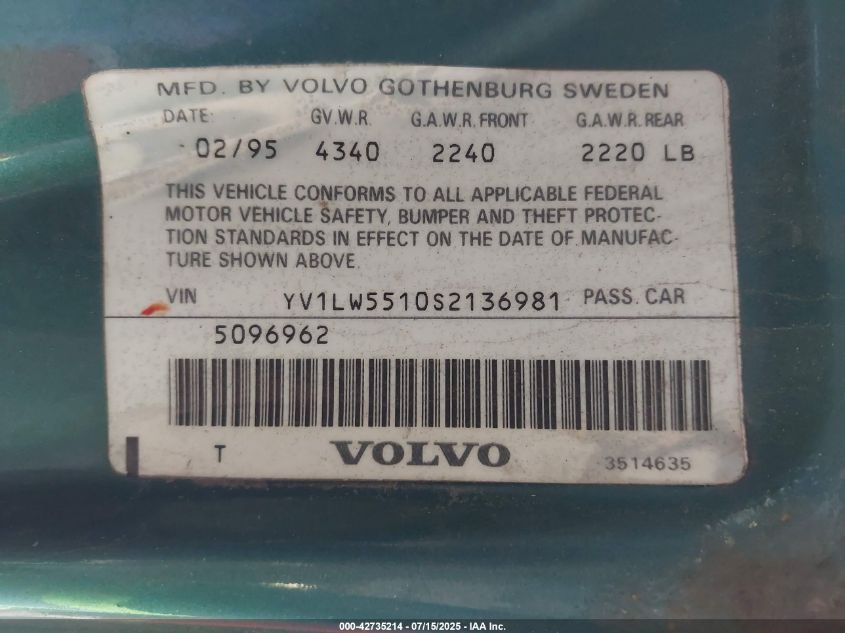 MFD. BY VOLVO GOTHENBURG SWEDEN
DATE: G.V.W.R. G.A.W.R. FRONT G.A.W.R. REAR
02/95 4340 2240 2220 LB
THIS VEHICLE CONFORMS TO ALL APPLICABLE FEDERAL
MOTOR VEHICLE SAFETY, BUMPER AND THEFT PROTEC-
TION STANDARDS IN EFFECT ON THE DATE OF MANUFAC-
TURE SHOWN ABOVE.
VIN YV1LW5510S2136981 PASS. CAR
5096962
T VOLVO 3514635
000-42735214 - 07/15/2025 - IAA Inc.